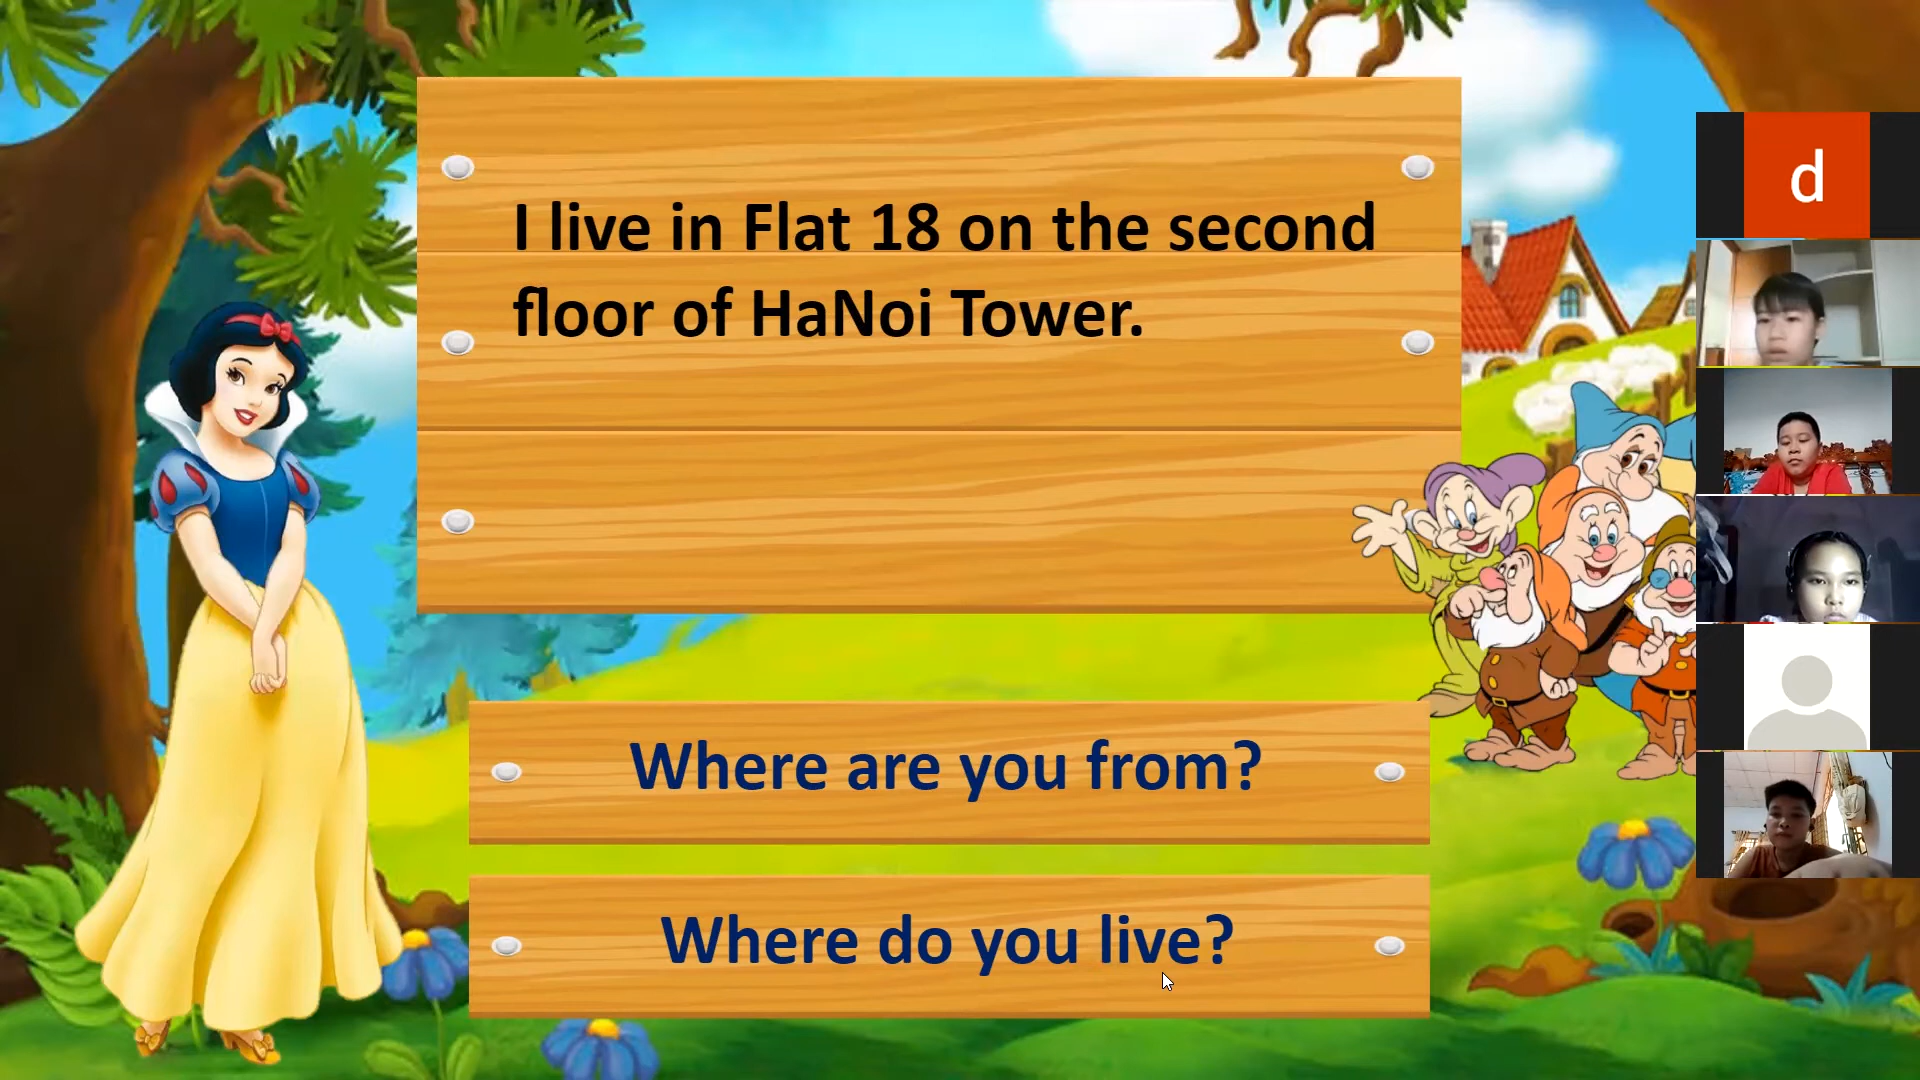 I live in Flat 18 on the second
floor of HaNoi Tower.
Where are you from?
Where do you live?
d